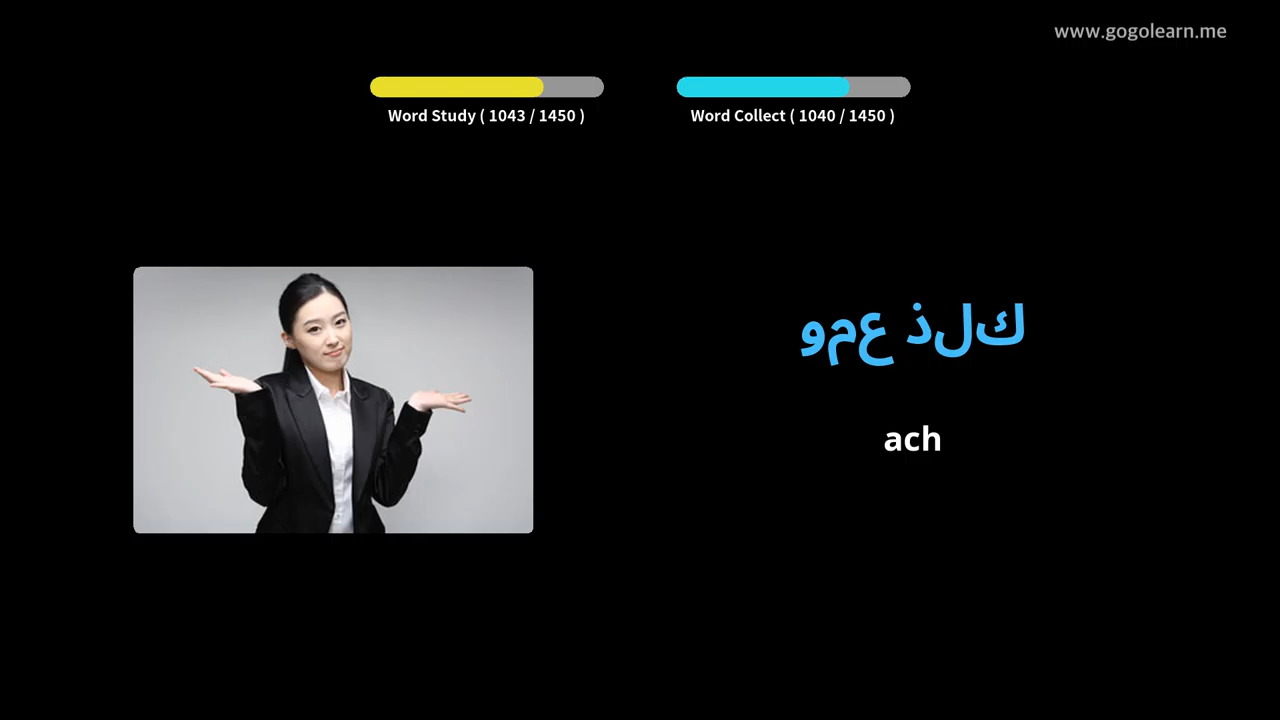 www.gogolearn.me
Word Study ( 1043 / 1450 )
Word Collect ( 1040 / 1450 )
ومع ذلك
ach